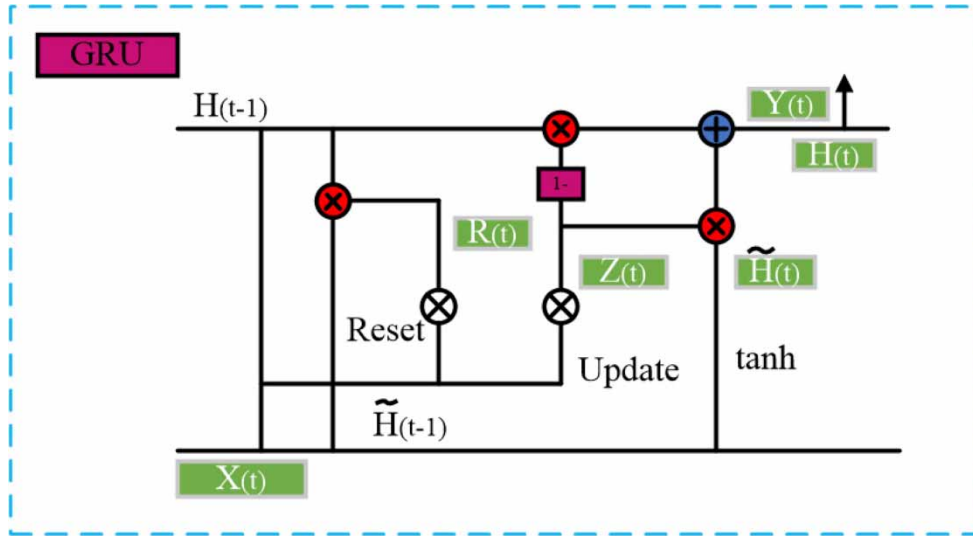 GRU
H(t-1)
Y(t)
H(t)
1-
R(t)
Z(t)
H̃(t)
Reset
Update
tanh
H̃(t-1)
X(t)